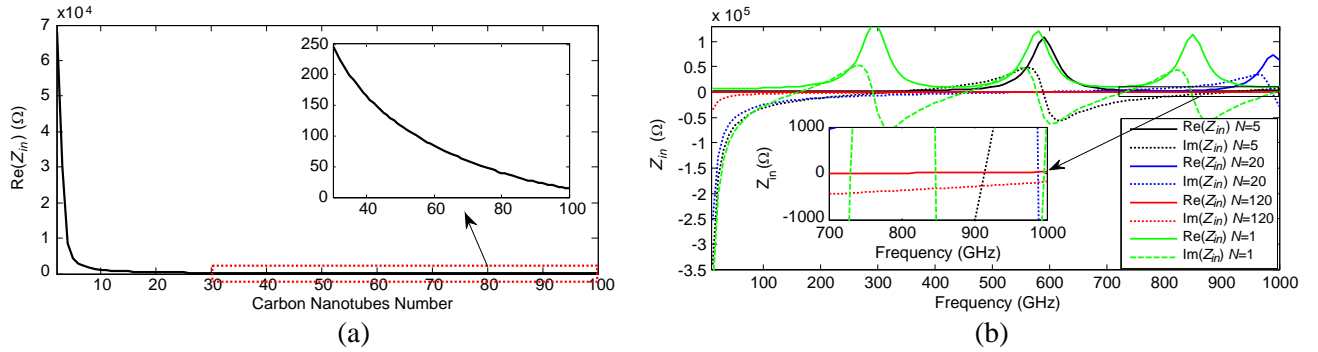 x 10⁴
7
6
5
4
3
2
1
0
Re(Z_in) (Ω)
10 20 30 40 50 60 70 80 90 100
Carbon Nanotubes Number
250
200
150
100
50
0
40 60 80 100
(a)
x 10⁵
1
0.5
0
-0.5
-1
-1.5
-2
-2.5
-3
-3.5
Z_in (Ω)
100 200 300 400 500 600 700 800 900 1000
Frequency (GHz)
1000
0
-1000
Z_in (Ω)
700 800 900 1000
Frequency (GHz)
Re(Z_in) N=5
Im(Z_in) N=5
Re(Z_in) N=20
Im(Z_in) N=20
Re(Z_in) N=120
Im(Z_in) N=120
Re(Z_in) N=1
Im(Z_in) N=1
(b)